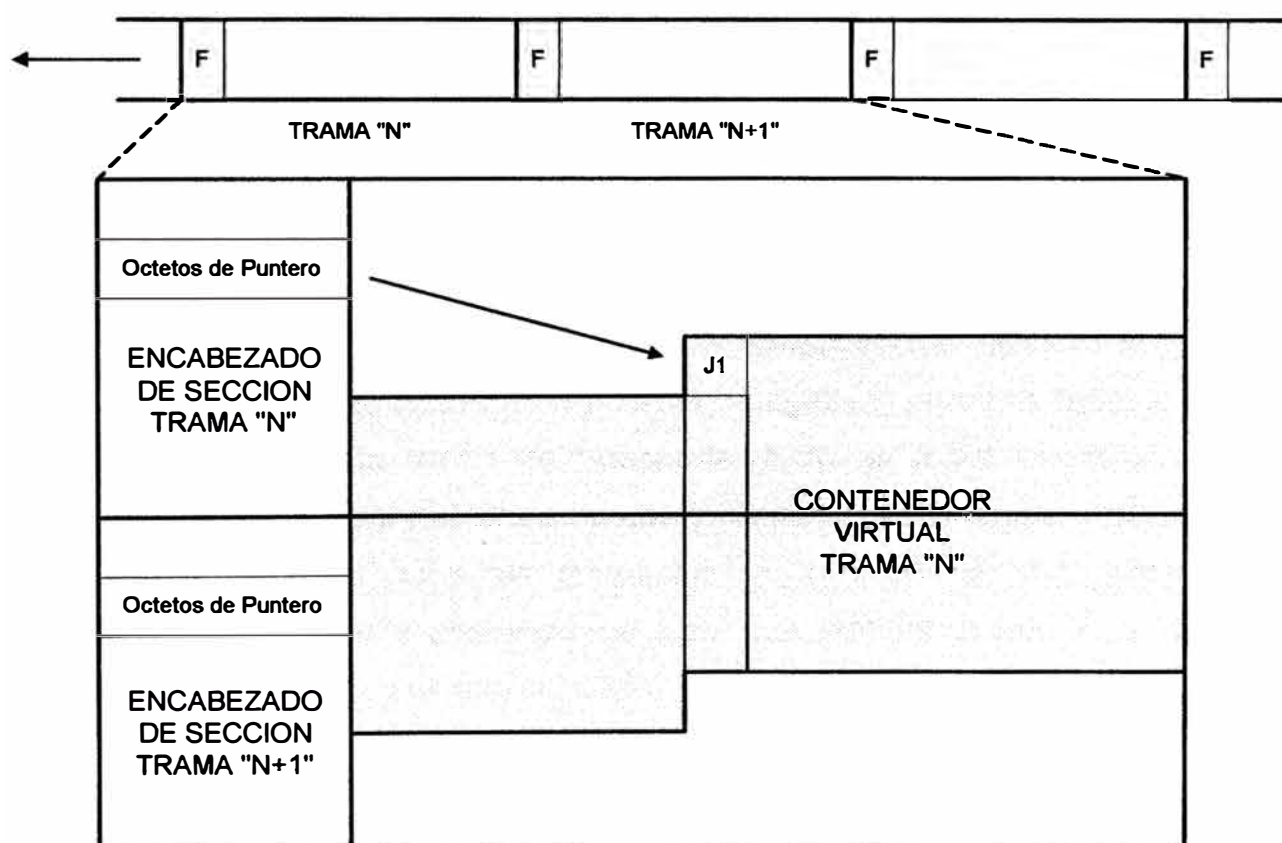 F
F
F
F
TRAMA "N"
TRAMA "N+1"
Octetos de Puntero
ENCABEZADO
DE SECCION
TRAMA "N"
J1
CONTENEDOR
VIRTUAL
TRAMA "N"
Octetos de Puntero
ENCABEZADO
DE SECCION
TRAMA "N+1"